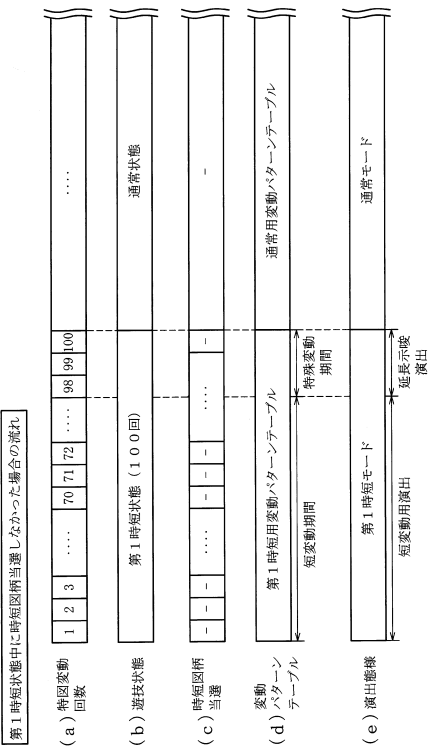 第１時短状態中に時短図柄当選しなかった場合の流れ
(a) 特図変動
回数
1 2 3 ‥‥ 70 71 72 ‥‥ 98 99 100 ‥‥
(b) 遊技状態
第１時短状態（１００回）
通常状態
(c) 時短図柄
当選
- - - ‥‥ - - - ‥‥ - -
(d) 変動
パターン
テーブル
第１時短用変動パターンテーブル
通常用変動パターンテーブル
短変動期間
特殊変動
期間
(e) 演出態様
第１時短モード
通常モード
短変動用演出
延長示唆
演出